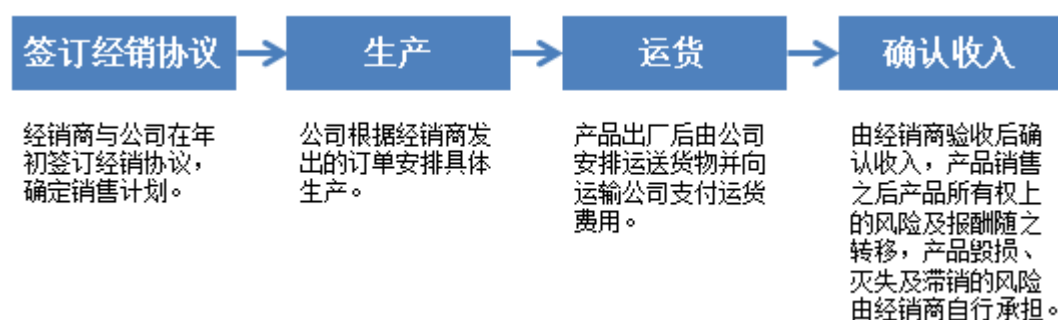 签订经销协议
生产
运货
确认收入
经销商与公司在年
初签订经销协议，
确定销售计划。
公司根据经销商发
出的订单安排具体
生产。
产品出厂后由公司
安排运送货物并向
运输公司支付运货
费用。
由经销商验收后确
认收入，产品销售
之后产品所有权上
的风险及报酬随之
转移，产品毁损、
灭失及滞销的风险
由经销商自行承担。